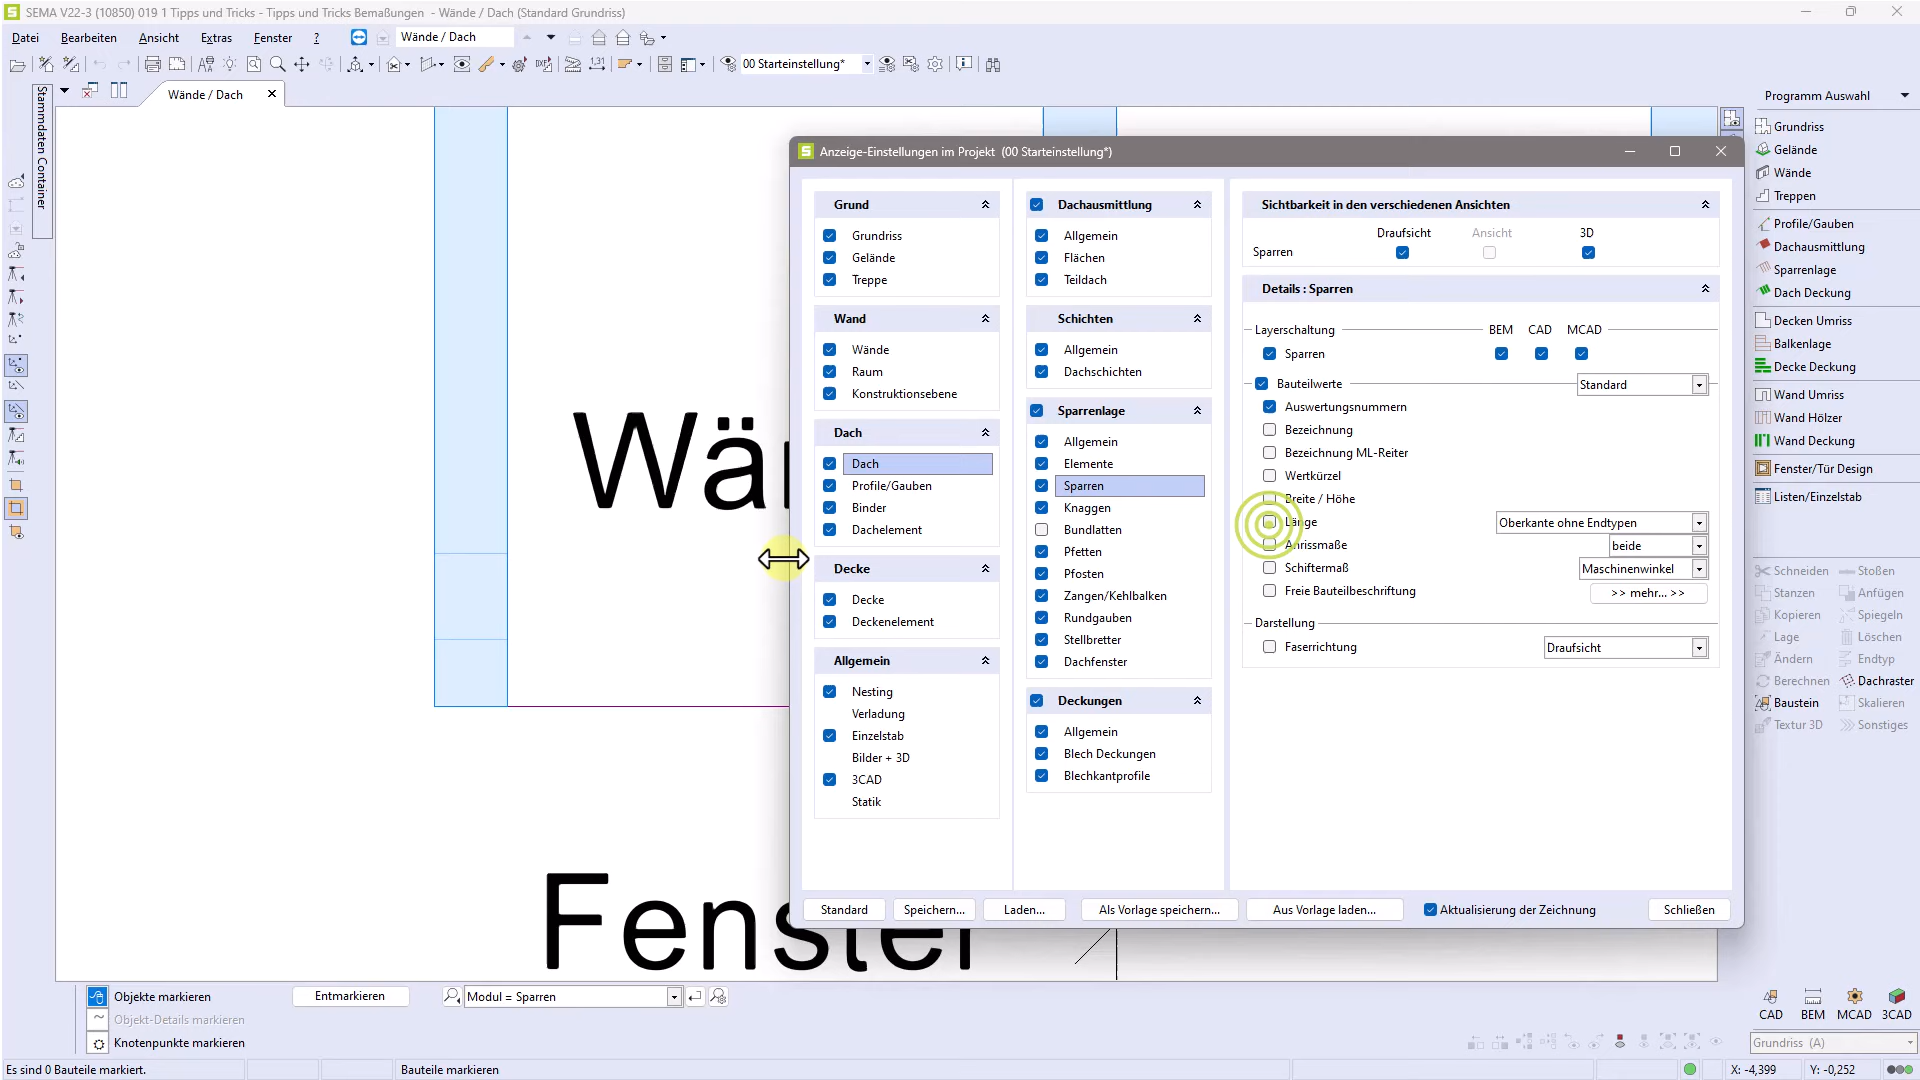 SEMA V22-3 (10850) 019 1 Tipps und Tricks - Tipps und Tricks Bemaßungen - Wände / Dach (Standard Grundriss)
Datei Bearbeiten Ansicht Extras Fenster ? Wände / Dach
00 Starteinstellung*
Wände / Dach
Stammdaten Container
Programm Auswahl
Grundriss
Gelände
Wände
Treppen
Profile/Gauben
Dachausmittlung
Sparrenlage
Dach Deckung
Decken Umriss
Balkenlage
Decke Deckung
Wand Umriss
Wand Hölzer
Wand Deckung
Fenster/Tür Design
Listen/Einzelstab
Schneiden Stoßen
Stanzen Anfügen
Kopieren Spiegeln
Lage Löschen
Ändern Endtyp
Berechnen Dachraster
Baustein Skalieren
Textur 3D Sonstiges
CAD BEM MCAD 3CAD
Grundriss (A)
Anzeige-Einstellungen im Projekt (00 Starteinstellung*)
Grund
Grundriss
Gelände
Treppe
Wand
Wände
Raum
Konstruktionsebene
Dach
Dach
Profile/Gauben
Binder
Dachelement
Decke
Decke
Deckenelement
Allgemein
Nesting
Verladung
Einzelstab
Bilder + 3D
3CAD
Statik
Dachausmittlung
Allgemein
Flächen
Teildach
Schichten
Allgemein
Dachschichten
Sparrenlage
Allgemein
Elemente
Sparren
Knaggen
Bundlatten
Pfetten
Pfosten
Zangen/Kehlbalken
Rundgauben
Stellbretter
Dachfenster
Deckungen
Allgemein
Blech Deckungen
Blechkantprofile
Sichtbarkeit in den verschiedenen Ansichten
Draufsicht Ansicht 3D
Sparren
Details : Sparren
Layerschaltung BEM CAD MCAD
Sparren
Bauteilwerte Standard
Auswertungsnummern
Bezeichnung
Bezeichnung ML-Reiter
Wertkürzel
Breite / Höhe
Länge Oberkante ohne Endtypen
Anrissmaße beide
Schiftermaß Maschinenwinkel
Freie Bauteilbeschriftung >> mehr... >>
Darstellung
Faserrichtung Draufsicht
Standard Speichern... Laden... Als Vorlage speichern... Aus Vorlage laden... Aktualisierung der Zeichnung Schließen
Wän
Fenster
Objekte markieren Entmarkieren Modul = Sparren
Objekt-Details markieren
Knotenpunkte markieren
Es sind 0 Bauteile markiert. Bauteile markieren X: -4,399 Y: -0,252